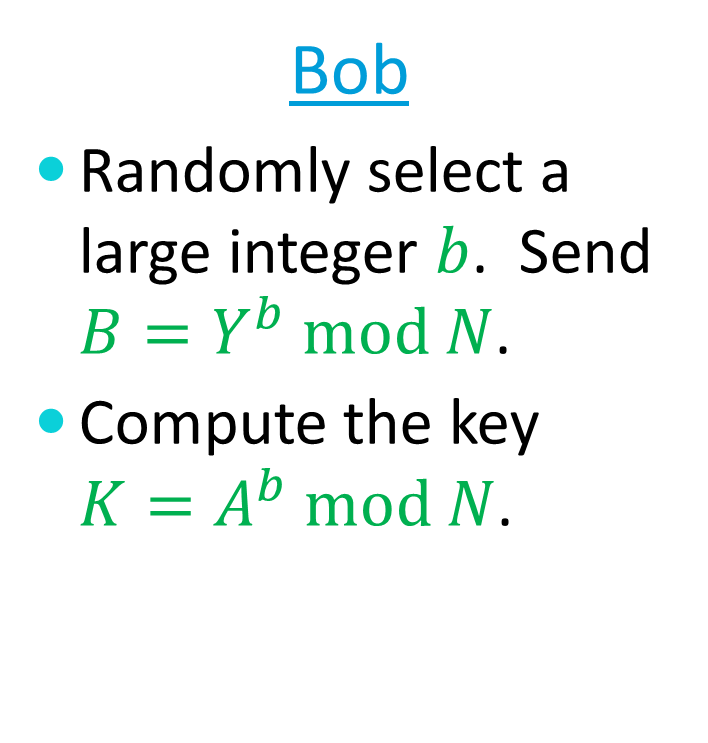 Bob
• Randomly select a
large integer b. Send
B = Y^b mod N.
• Compute the key
K = A^b mod N.